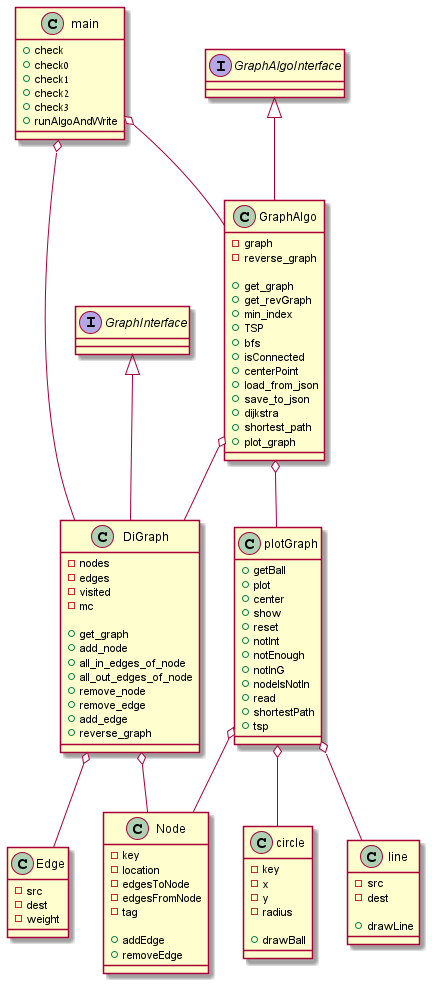 C main
check
check0
check1
check2
check3
runAlgoAndWrite
I GraphAlgoInterface
C GraphAlgo
graph
reverse_graph
get_graph
get_revGraph
min_index
TSP
bfs
isConnected
centerPoint
load_from_json
save_to_json
dijkstra
shortest_path
plot_graph
I GraphInterface
C DiGraph
nodes
edges
visited
mc
get_graph
add_node
all_in_edges_of_node
all_out_edges_of_node
remove_node
remove_edge
add_edge
reverse_graph
C plotGraph
getBall
plot
center
show
reset
notInt
notEnough
notInG
nodeIsNotIn
read
shortestPath
tsp
C Edge
src
dest
weight
C Node
key
location
edgesToNode
edgesFromNode
tag
addEdge
removeEdge
C circle
key
x
y
radius
drawBall
C line
src
dest
drawLine